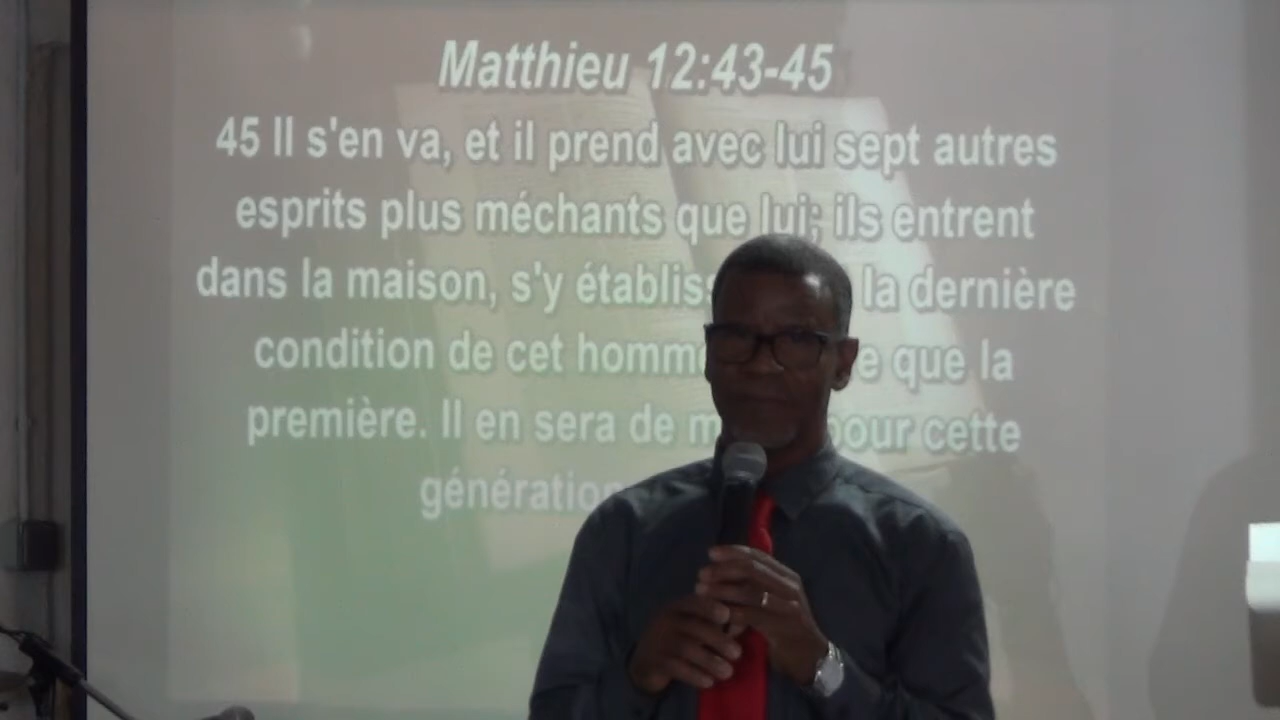 Matthieu 12:43-45
45 Il s'en va, et il prend avec lui sept autres
esprits plus méchants que lui; ils entrent
dans la maison, s'y établis la dernière
condition de cet homme que la
première. Il en sera de pour cette
génération